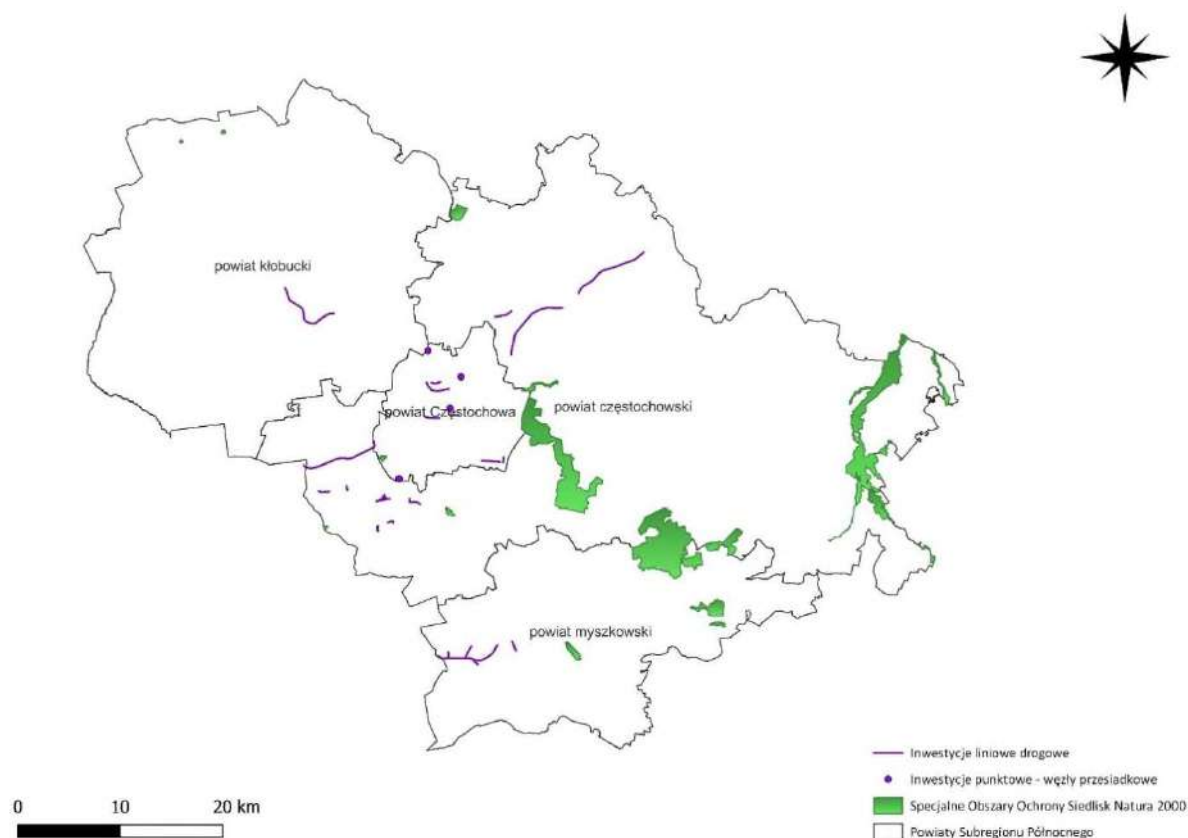 powiat kłobucki
powiat Częstochowa
powiat częstochowski
powiat myszkowski
Inwestycje liniowe drogowe
Inwestycje punktowe - węzły przesiadkowe
Specjalne Obszary Ochrony Siedlisk Natura 2000
Powiaty Subregionu Północnego
0 10 20 km